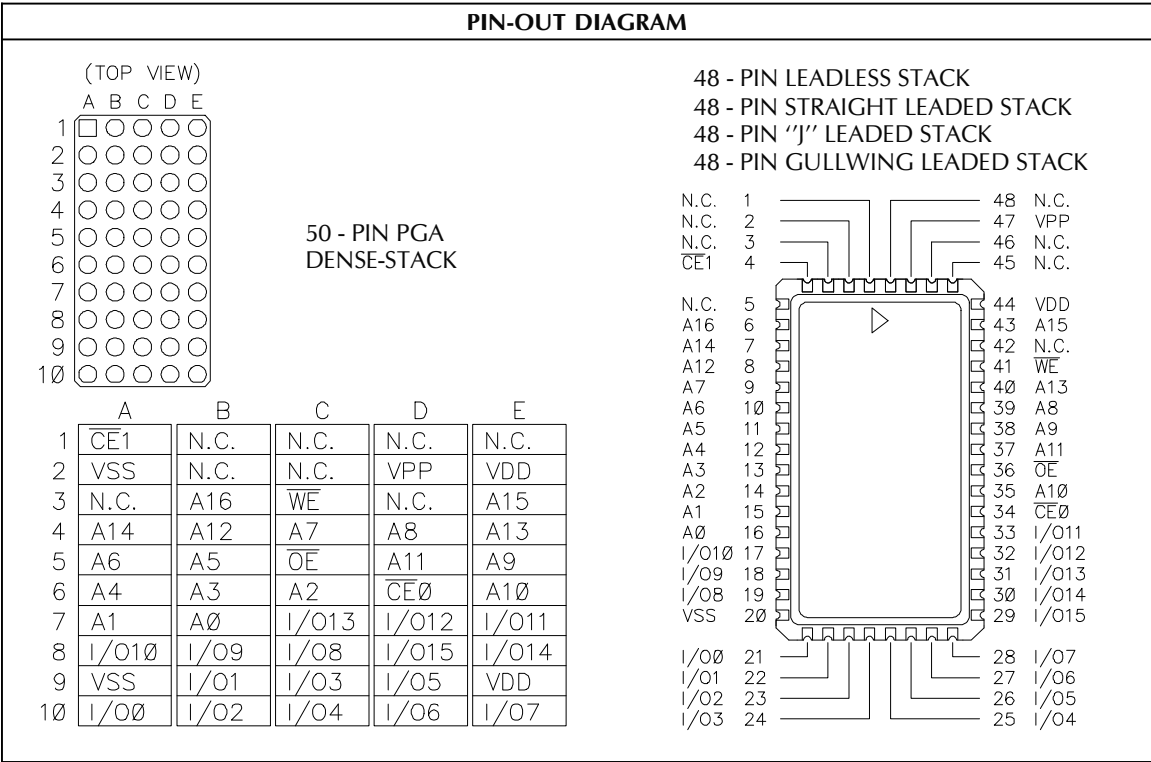 PIN-OUT DIAGRAM
(TOP VIEW)
A B C D E
1
2
3
4
5
6
7
8
9
10
50 - PIN PGA
DENSE-STACK
A B C D E
1 C̅E̅1 N.C. N.C. N.C. N.C.
2 VSS N.C. N.C. VPP VDD
3 N.C. A16 W̅E̅ N.C. A15
4 A14 A12 A7 A8 A13
5 A6 A5 O̅E̅ A11 A9
6 A4 A3 A2 C̅E̅0 A10
7 A1 A0 I/O13 I/O12 I/O11
8 I/O10 I/O9 I/O8 I/O15 I/O14
9 VSS I/O1 I/O3 I/O5 VDD
10 I/O0 I/O2 I/O4 I/O6 I/O7
48 - PIN LEADLESS STACK
48 - PIN STRAIGHT LEADED STACK
48 - PIN ''J'' LEADED STACK
48 - PIN GULLWING LEADED STACK
N.C. 1 48 N.C.
N.C. 2 47 VPP
N.C. 3 46 N.C.
C̅E̅1 4 45 N.C.
N.C. 5 44 VDD
A16 6 43 A15
A14 7 42 N.C.
A12 8 41 W̅E̅
A7 9 40 A13
A6 10 39 A8
A5 11 38 A9
A4 12 37 A11
A3 13 36 O̅E̅
A2 14 35 A10
A1 15 34 C̅E̅0
A0 16 33 I/O11
I/O10 17 32 I/O12
I/O9 18 31 I/O13
I/O8 19 30 I/O14
VSS 20 29 I/O15
I/O0 21 28 I/O7
I/O1 22 27 I/O6
I/O2 23 26 I/O5
I/O3 24 25 I/O4